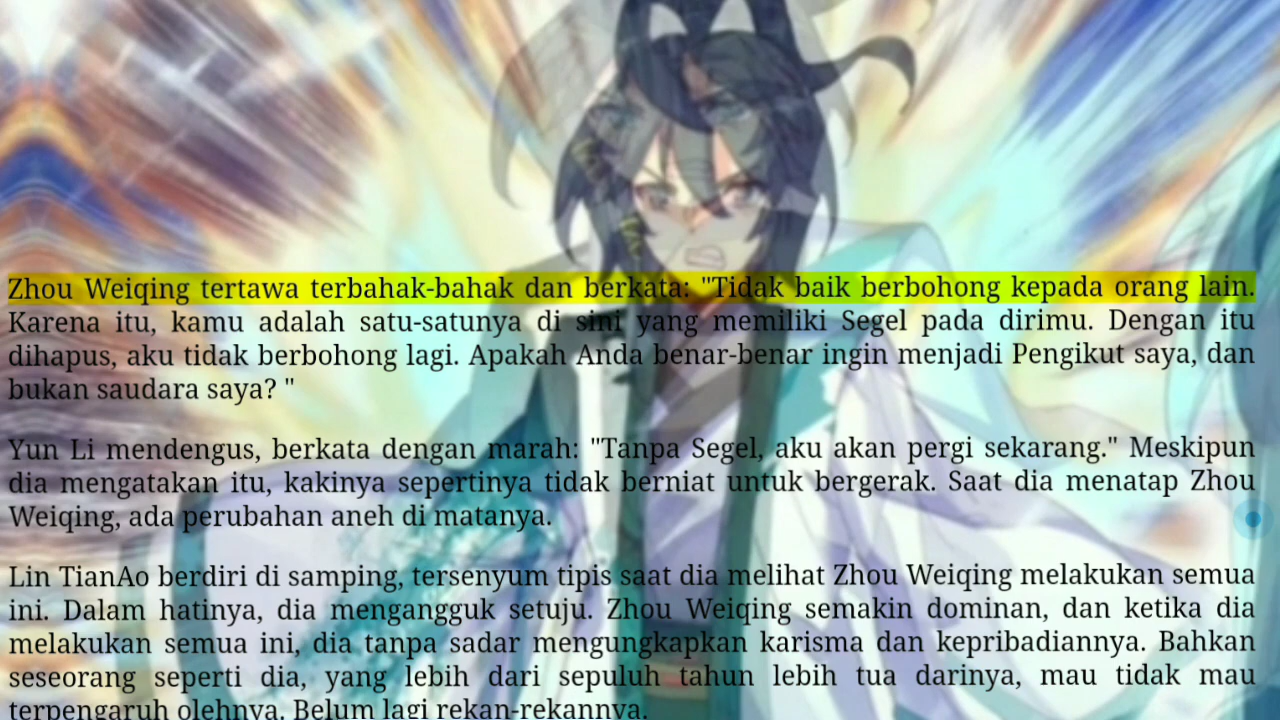 Zhou Weiqing tertawa terbahak-bahak dan berkata: "Tidak baik berbohong kepada orang lain.
Karena itu, kamu adalah satu-satunya di sini yang memiliki Segel pada dirimu. Dengan itu
dihapus, aku tidak berbohong lagi. Apakah Anda benar-benar ingin menjadi Pengikut saya, dan
bukan saudara saya? "
Yun Li mendengus, berkata dengan marah: "Tanpa Segel, aku akan pergi sekarang." Meskipun
dia mengatakan itu, kakinya sepertinya tidak berniat untuk bergerak. Saat dia menatap Zhou
Weiqing, ada perubahan aneh di matanya.
Lin TianAo berdiri di samping, tersenyum tipis saat dia melihat Zhou Weiqing melakukan semua
ini. Dalam hatinya, dia mengangguk setuju. Zhou Weiqing semakin dominan, dan ketika dia
melakukan semua ini, dia tanpa sadar mengungkapkan karisma dan kepribadiannya. Bahkan
seseorang seperti dia, yang lebih dari sepuluh tahun lebih tua darinya, mau tidak mau
terpengaruh olehnya. Belum lagi rekan-rekannya.